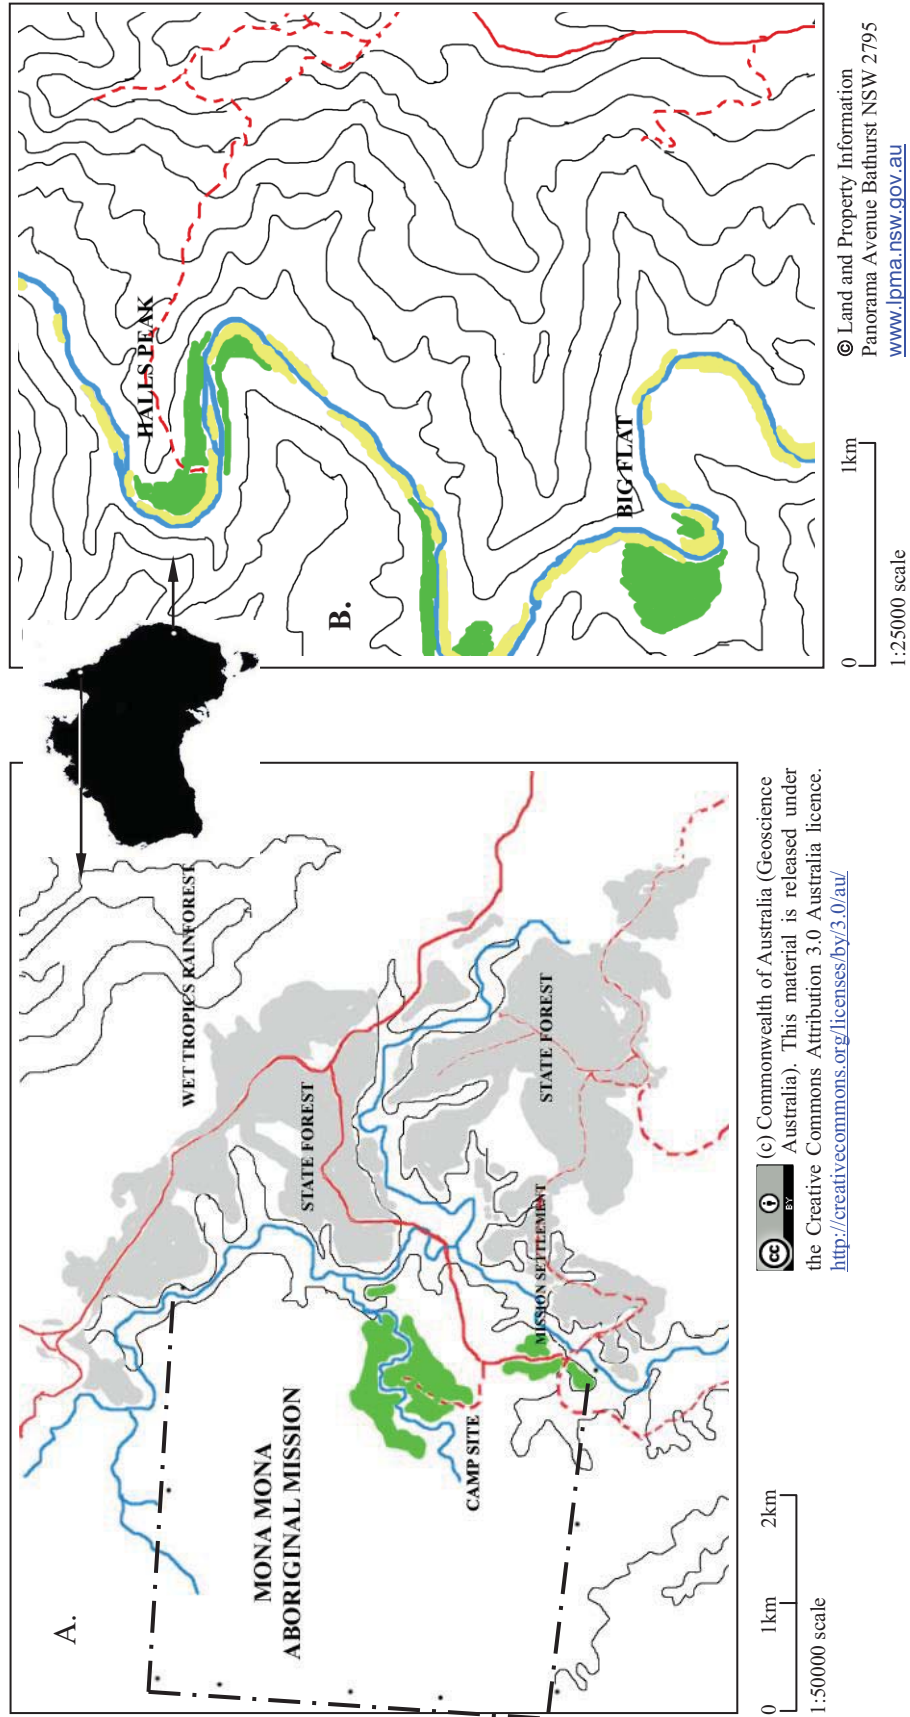 A.
WET TROPICS RAINFOREST
STATE FOREST
STATE FOREST
MONA MONA
ABORIGINAL MISSION
MISSION SETTLEMENT
CAMP SITE
0 1km 2km
1:50000 scale
cc BY
(c) Commonwealth of Australia (Geoscience
Australia). This material is released under
the Creative Commons Attribution 3.0 Australia licence.
http://creativecommons.org/licenses/by/3.0/au/
B.
HALLS PEAK
BIG FLAT
0 1km
1:25000 scale
© Land and Property Information
Panorama Avenue Bathurst NSW 2795
www.lpma.nsw.gov.au